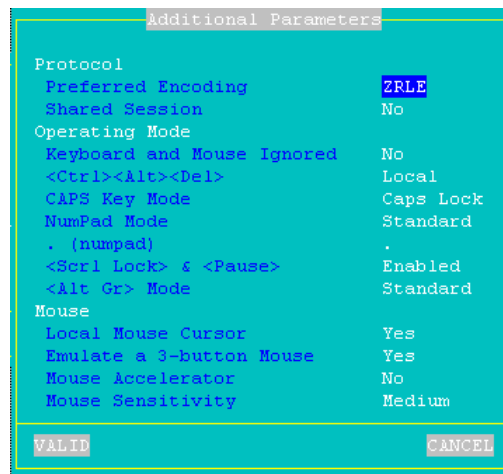 Additional Parameters
Protocol
Preferred Encoding ZRLE
Shared Session No
Operating Mode
Keyboard and Mouse Ignored No
<Ctrl><Alt><Del> Local
CAPS Key Mode Caps Lock
NumPad Mode Standard
. (numpad) .
<Scrl Lock> & <Pause> Enabled
<Alt Gr> Mode Standard
Mouse
Local Mouse Cursor Yes
Emulate a 3-button Mouse Yes
Mouse Accelerator No
Mouse Sensitivity Medium
VALID CANCEL